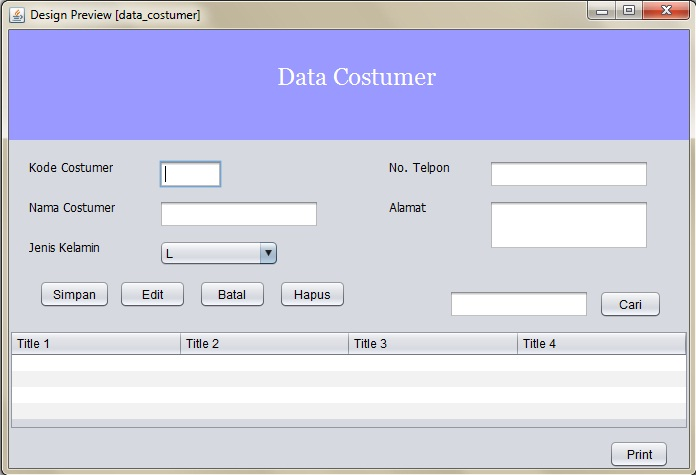 Design Preview [data_costumer]
Data Costumer
Kode Costumer
No. Telpon
Nama Costumer
Alamat
Jenis Kelamin
L
Simpan
Edit
Batal
Hapus
Cari
Title 1
Title 2
Title 3
Title 4
Print